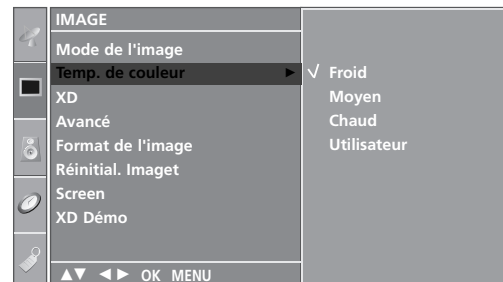 IMAGE
Mode de l'image
Temp. de couleur ► √ Froid
XD Moyen
Avancé Chaud
Format de l'image Utilisateur
Réinitial. Imaget
Screen
XD Démo
▲▼ ◄► OK MENU